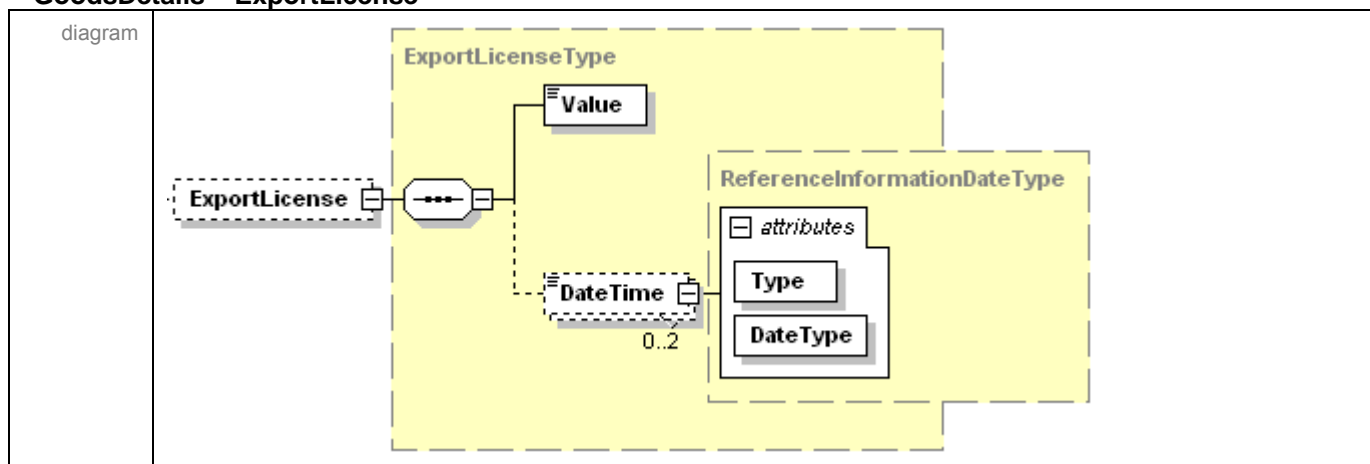 GoodsDetails – ExportLicense
diagram
ExportLicenseType
Value
ReferenceInformationDateType
ExportLicense
attributes
Type
DateTime
DateType
0..2